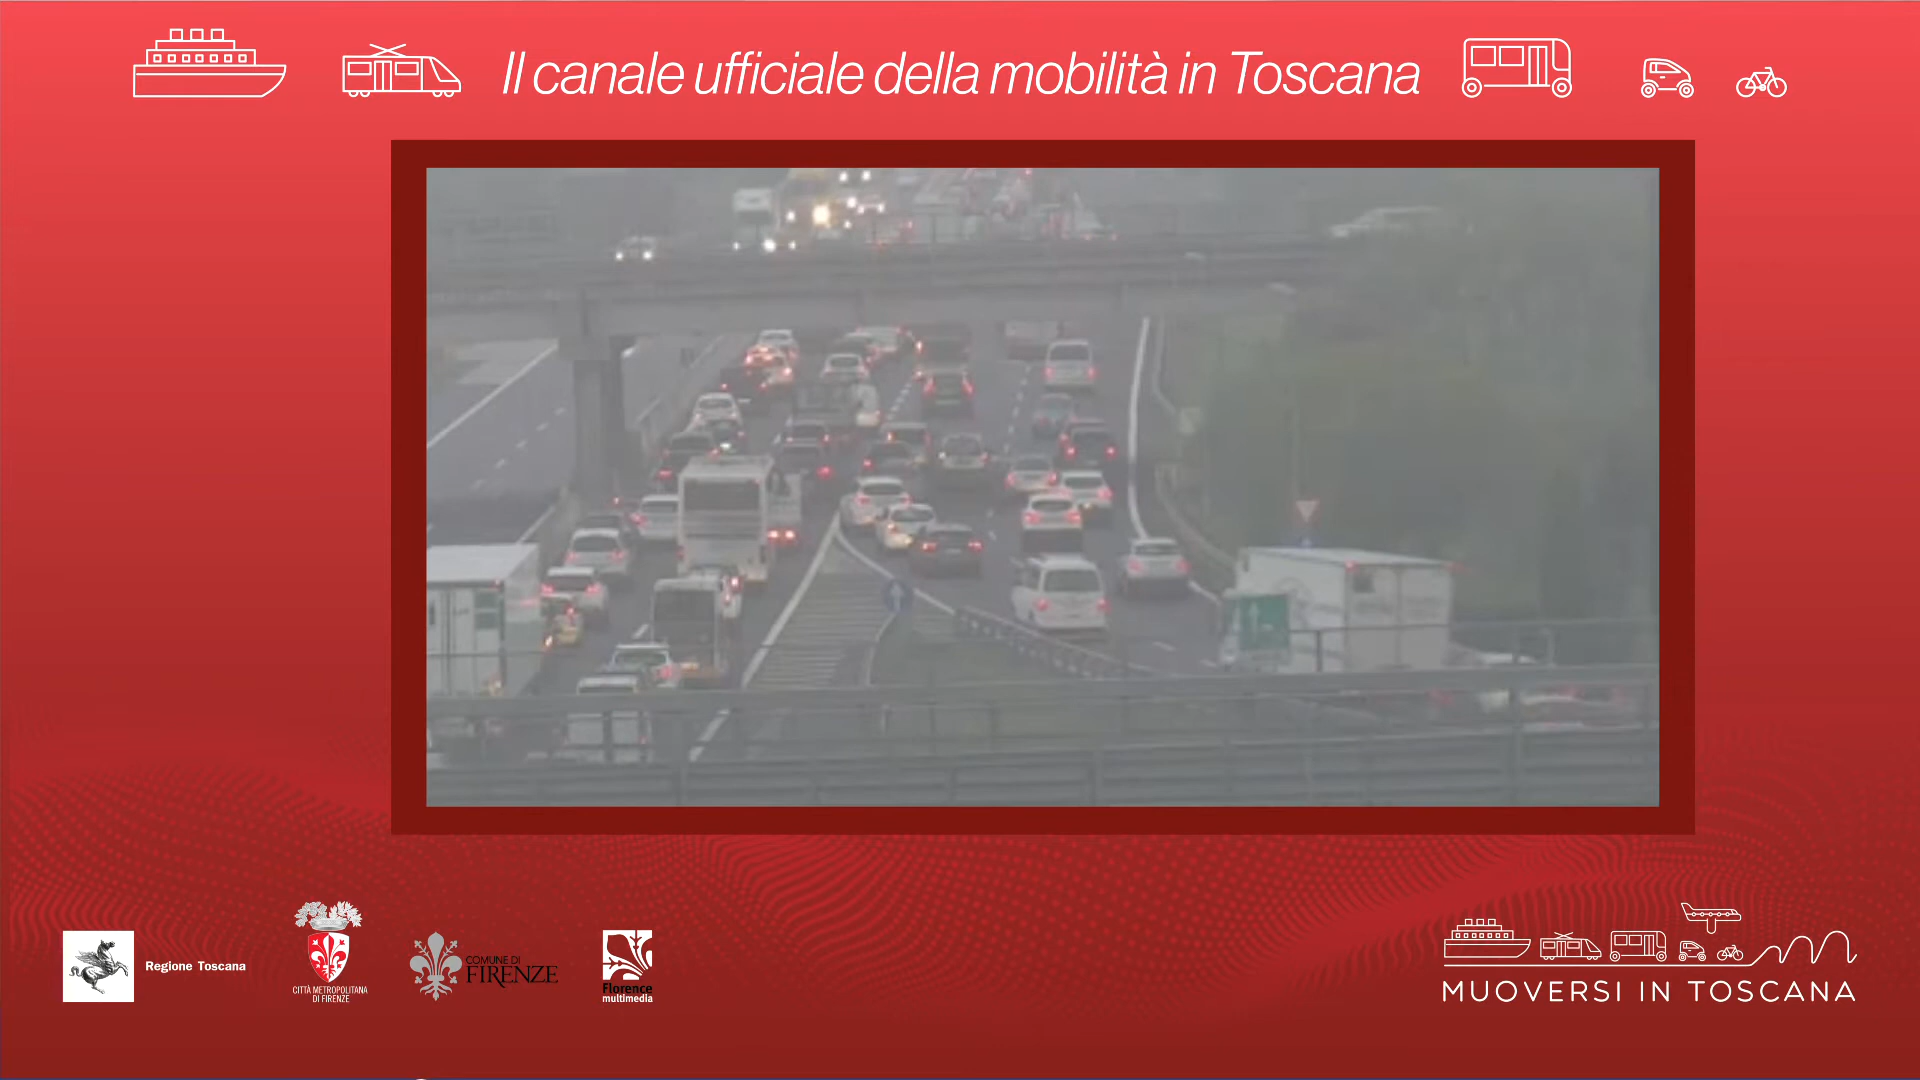 Il canale ufficiale della mobilità in Toscana
Regione Toscana
CITTÀ METROPOLITANA
DI FIRENZE
COMUNE DI
FIRENZE
Florence
multimedia
MUOVERSI IN TOSCANA